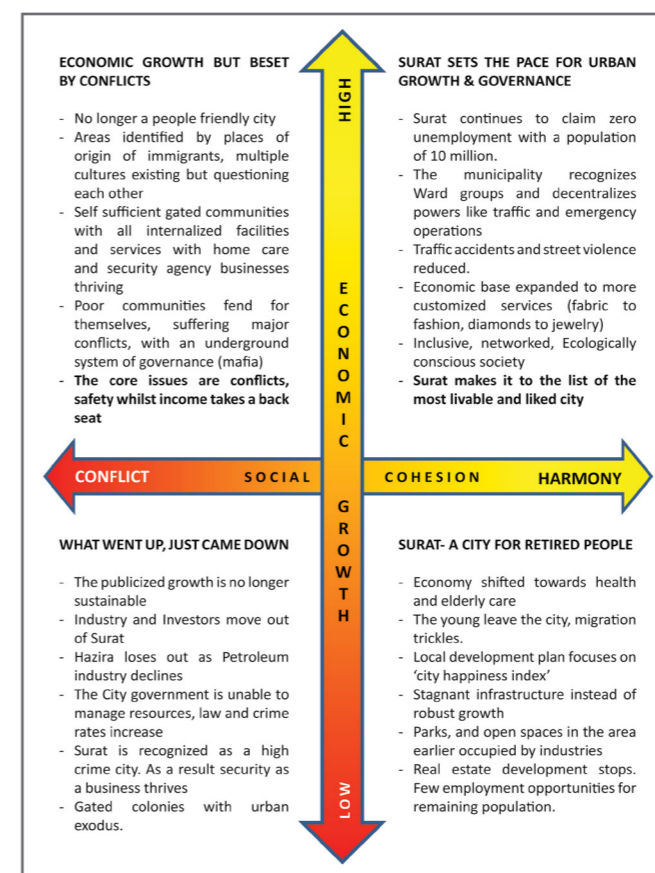 ECONOMIC GROWTH BUT BESET
BY CONFLICTS
- No longer a people friendly city
- Areas identified by places of
origin of immigrants, multiple
cultures existing but questioning
each other
- Self sufficient gated communities
with all internalized facilities
and services with home care
and security agency businesses
thriving
- Poor communities fend for
themselves, suffering major
conflicts, with an underground
system of governance (mafia)
- The core issues are conflicts,
safety whilst income takes a back
seat
SURAT SETS THE PACE FOR URBAN
GROWTH & GOVERNANCE
- Surat continues to claim zero
unemployment with a population
of 10 million.
- The municipality recognizes
Ward groups and decentralizes
powers like traffic and emergency
operations
- Traffic accidents and street violence
reduced.
- Economic base expanded to more
customized services (fabric to
fashion, diamonds to jewelry)
- Inclusive, networked, Ecologically
conscious society
- Surat makes it to the list of the
most livable and liked city
HIGH
ECONOMIC GROWTH
LOW
CONFLICT SOCIAL COHESION HARMONY
WHAT WENT UP, JUST CAME DOWN
- The publicized growth is no longer
sustainable
- Industry and Investors move out
of Surat
- Hazira loses out as Petroleum
industry declines
- The City government is unable to
manage resources, law and crime
rates increase
- Surat is recognized as a high
crime city. As a result security as
a business thrives
- Gated colonies with urban
exodus.
SURAT- A CITY FOR RETIRED PEOPLE
- Economy shifted towards health
and elderly care
- The young leave the city, migration
trickles.
- Local development plan focuses on
‘city happiness index’
- Stagnant infrastructure instead of
robust growth
- Parks, and open spaces in the area
earlier occupied by industries
- Real estate development stops.
Few employment opportunities for
remaining population.